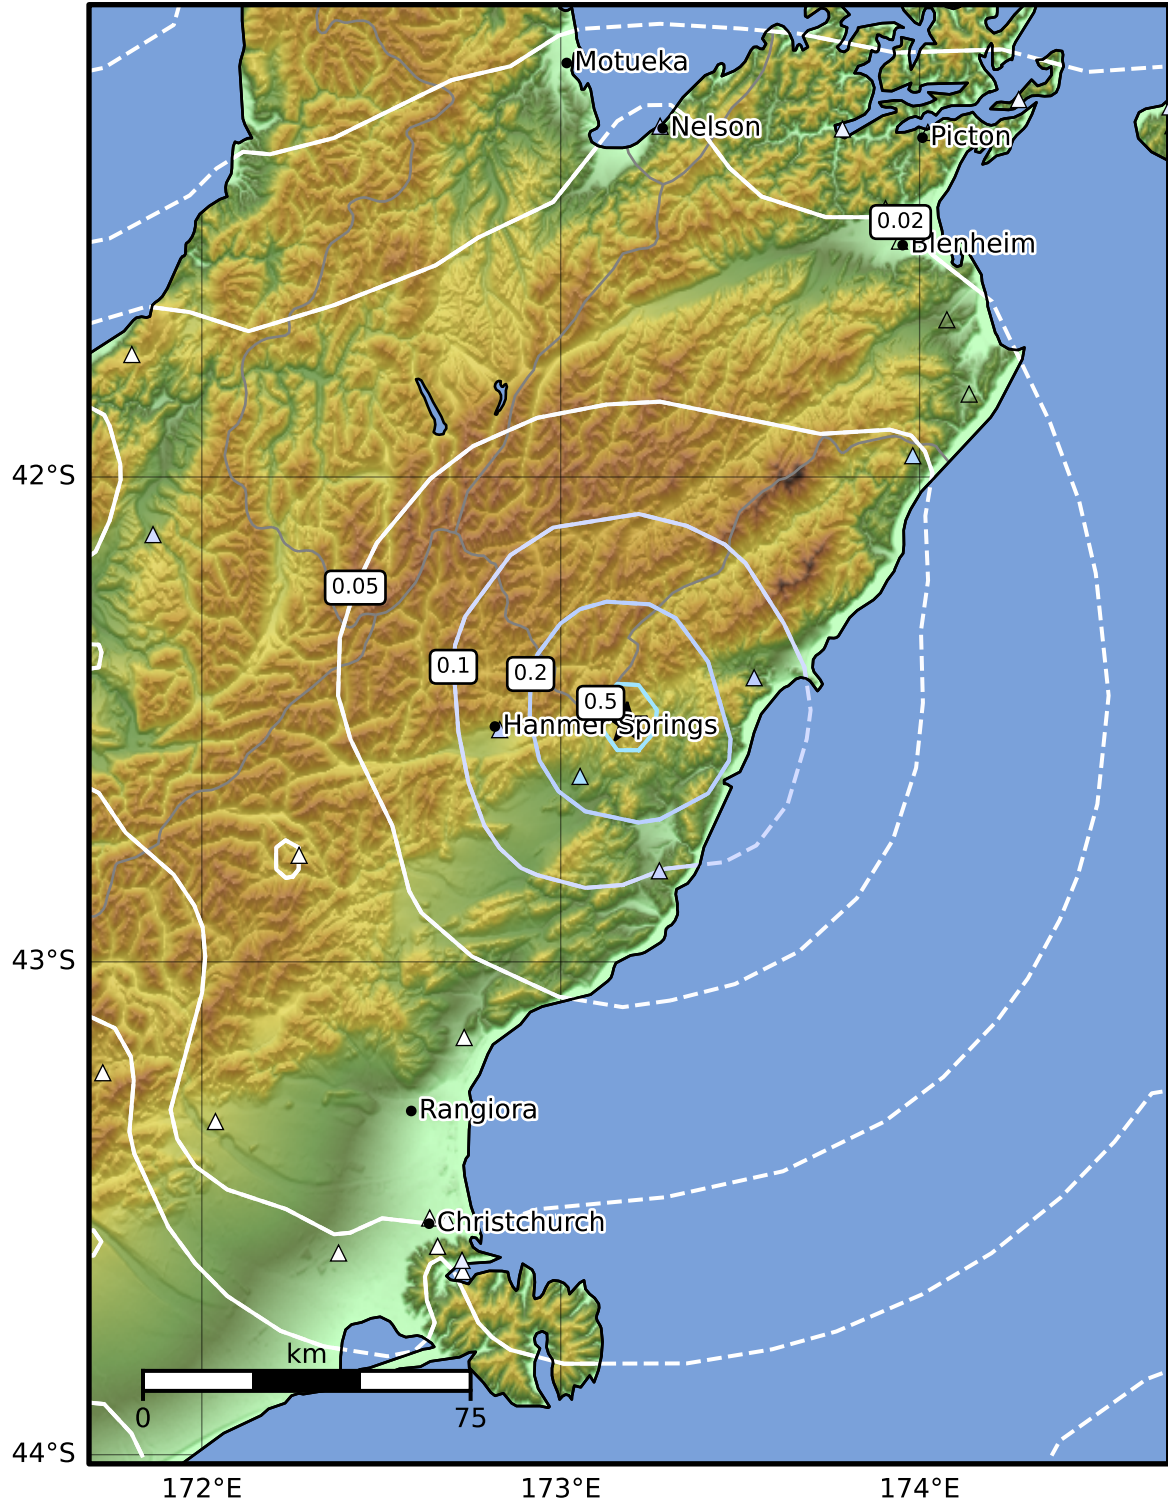 Motueka
Nelson
Picton
0.02
Blenheim
42°S
0.05
0.1
0.2
0.5
Hanmer Springs
43°S
Rangiora
Christchurch
km
0
75
44°S
172°E
173°E
174°E